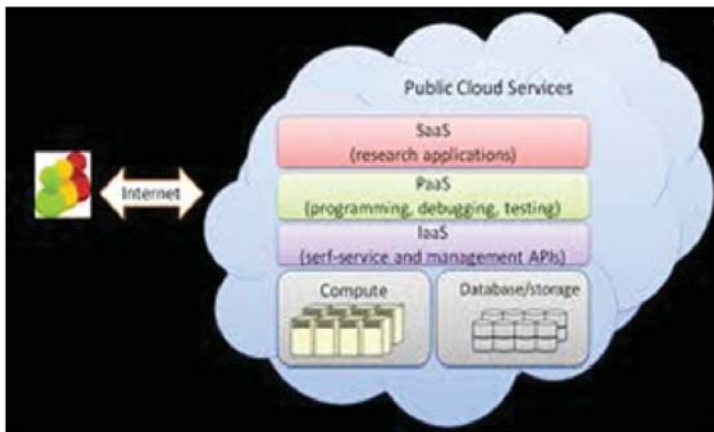 Public Cloud Services
SaaS
(research applications)
Internet
PaaS
(programming, debugging, testing)
IaaS
(serf-service and management APIs)
Compute
Database/storage